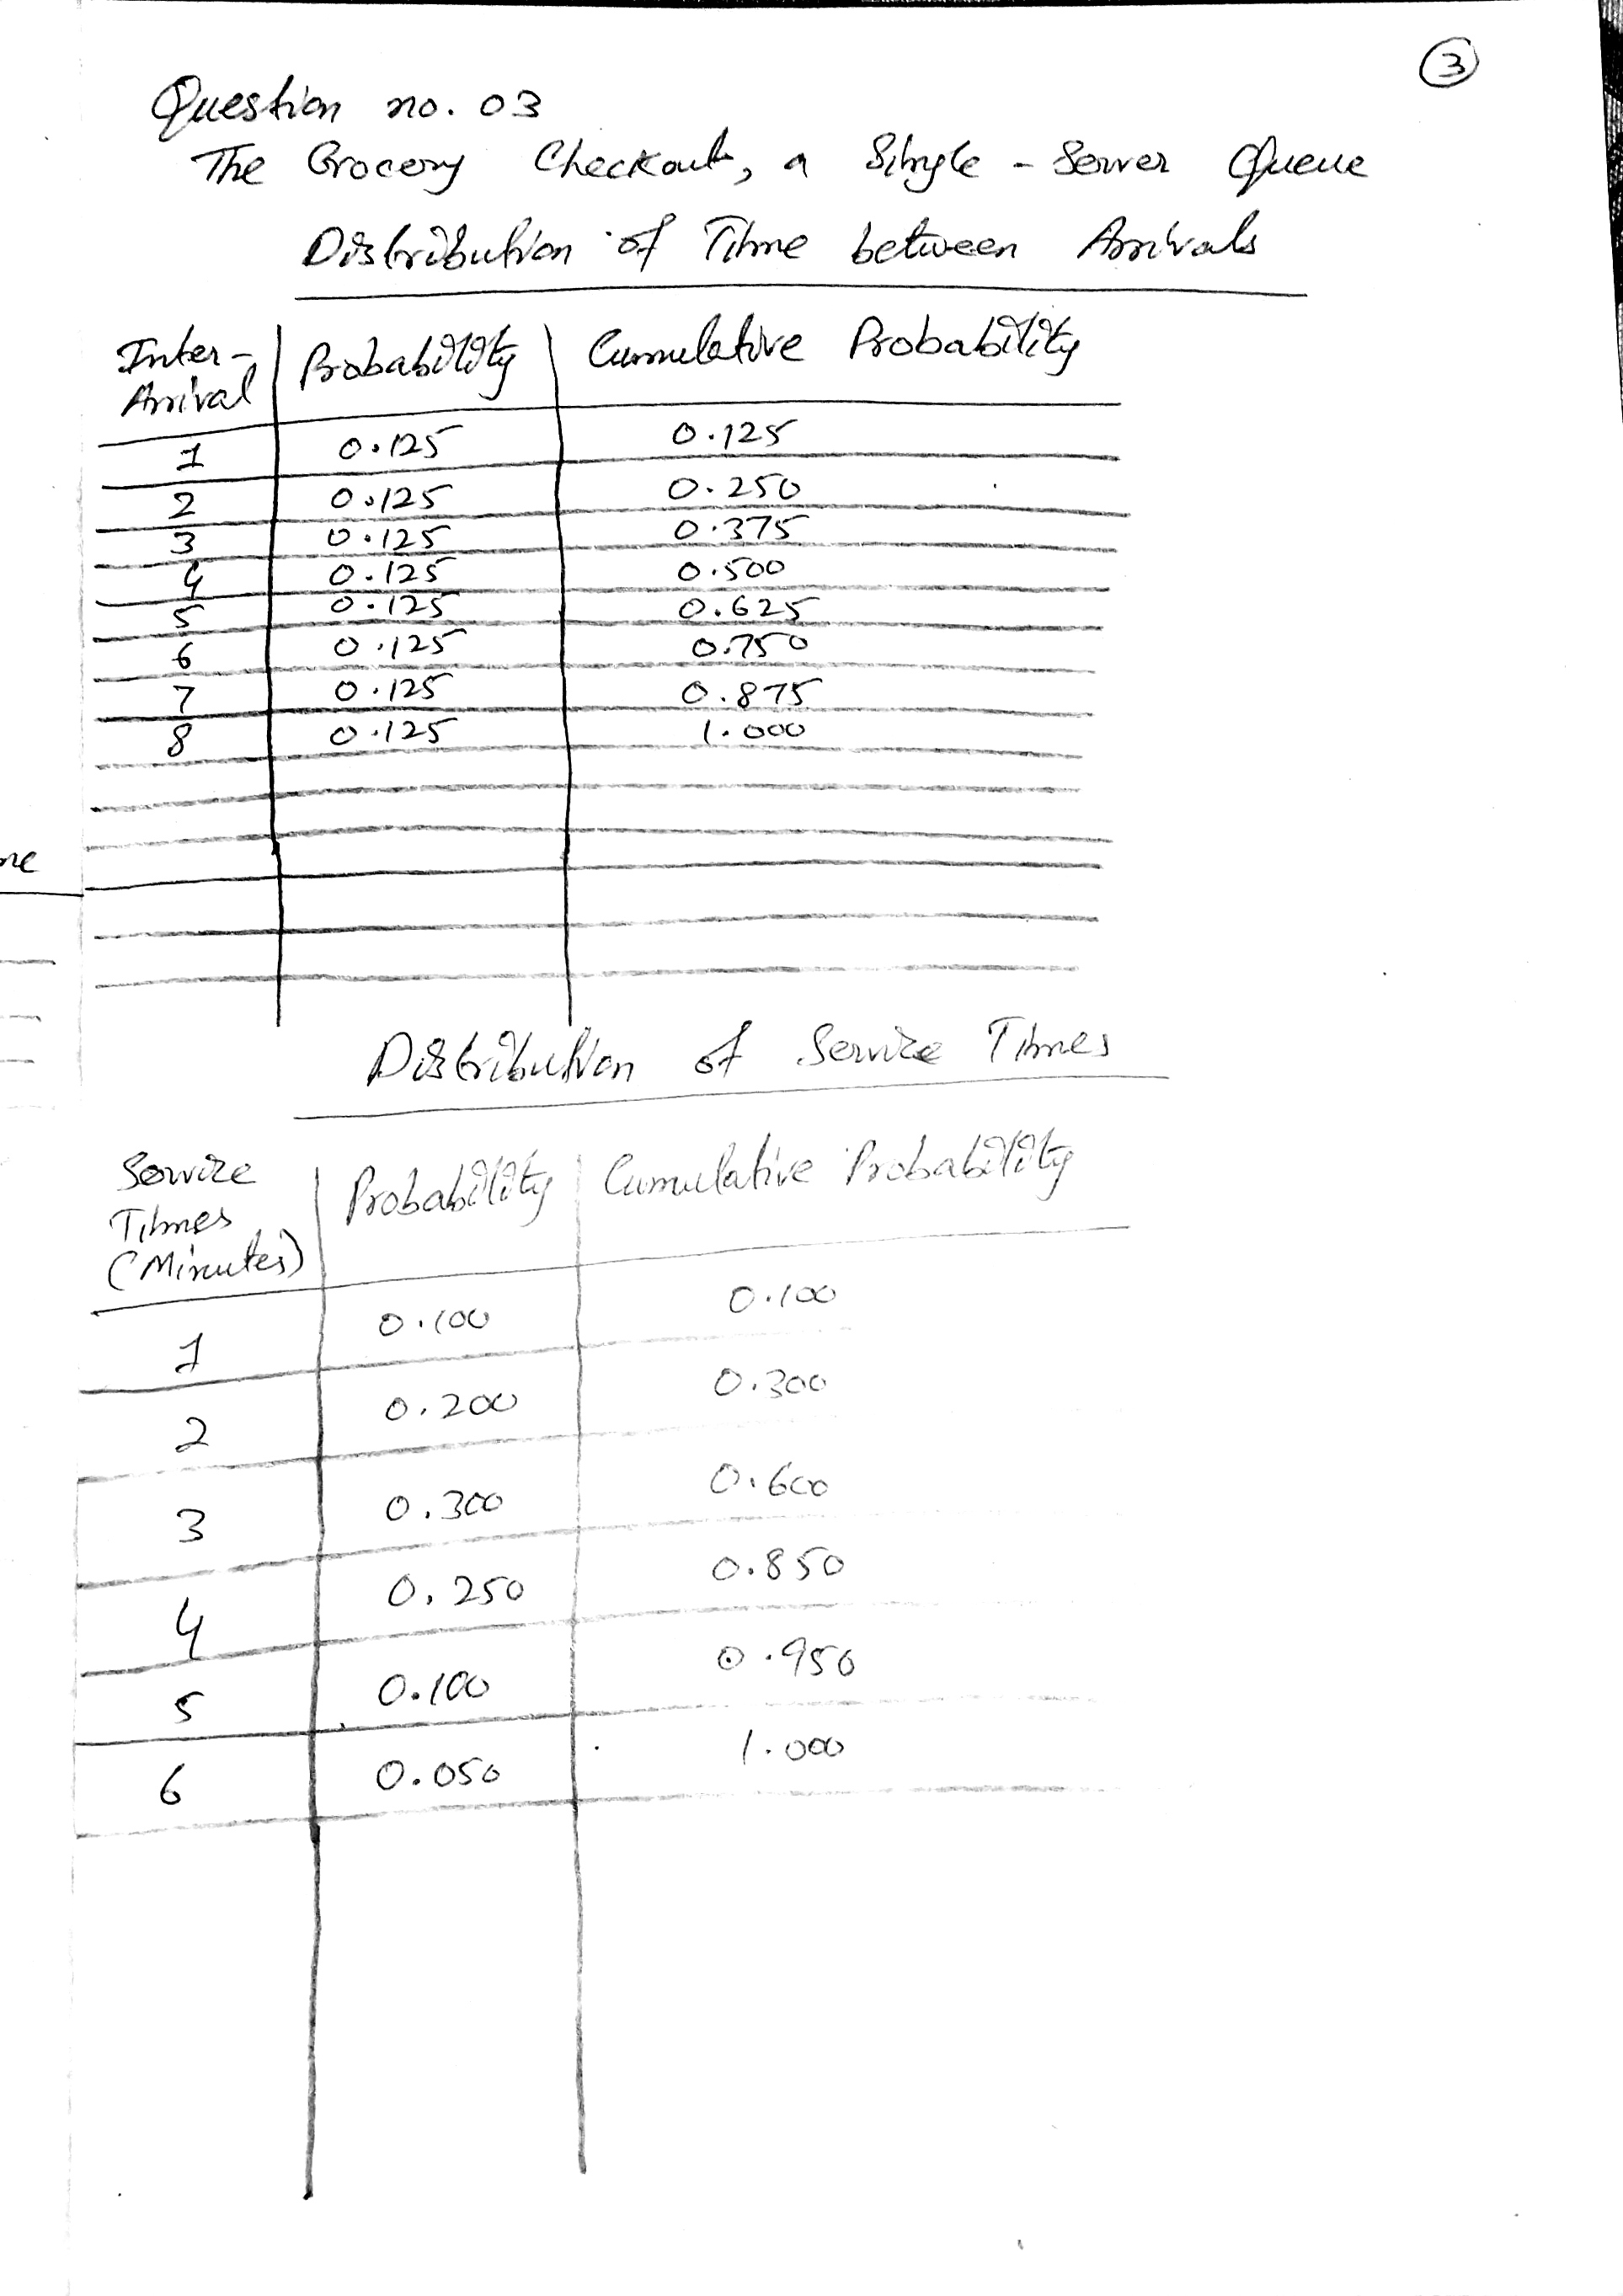 3
Question no. 03
The Grocery Checkout, a Single - Server Queue
Distribution of Time between Arrivals
Inter-Arrival Probability Cumulative Probability
1 0.125 0.125
2 0.125 0.250
3 0.125 0.375
4 0.125 0.500
5 0.125 0.625
6 0.125 0.750
7 0.125 0.875
8 0.125 1.000
Distribution of Service Times
Service Times (Minutes) Probability Cumulative Probability
1 0.100 0.100
2 0.200 0.300
3 0.300 0.600
4 0.250 0.850
5 0.100 0.950
6 0.050 1.000